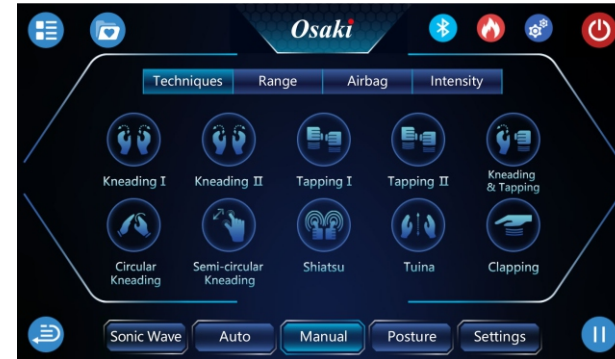 Osaki
Techniques Range Airbag Intensity
Kneading I Kneading II Tapping I Tapping II Kneading
& Tapping
Circular
Kneading
Semi-circular
Kneading
Shiatsu Tuina Clapping
Sonic Wave Auto Manual Posture Settings